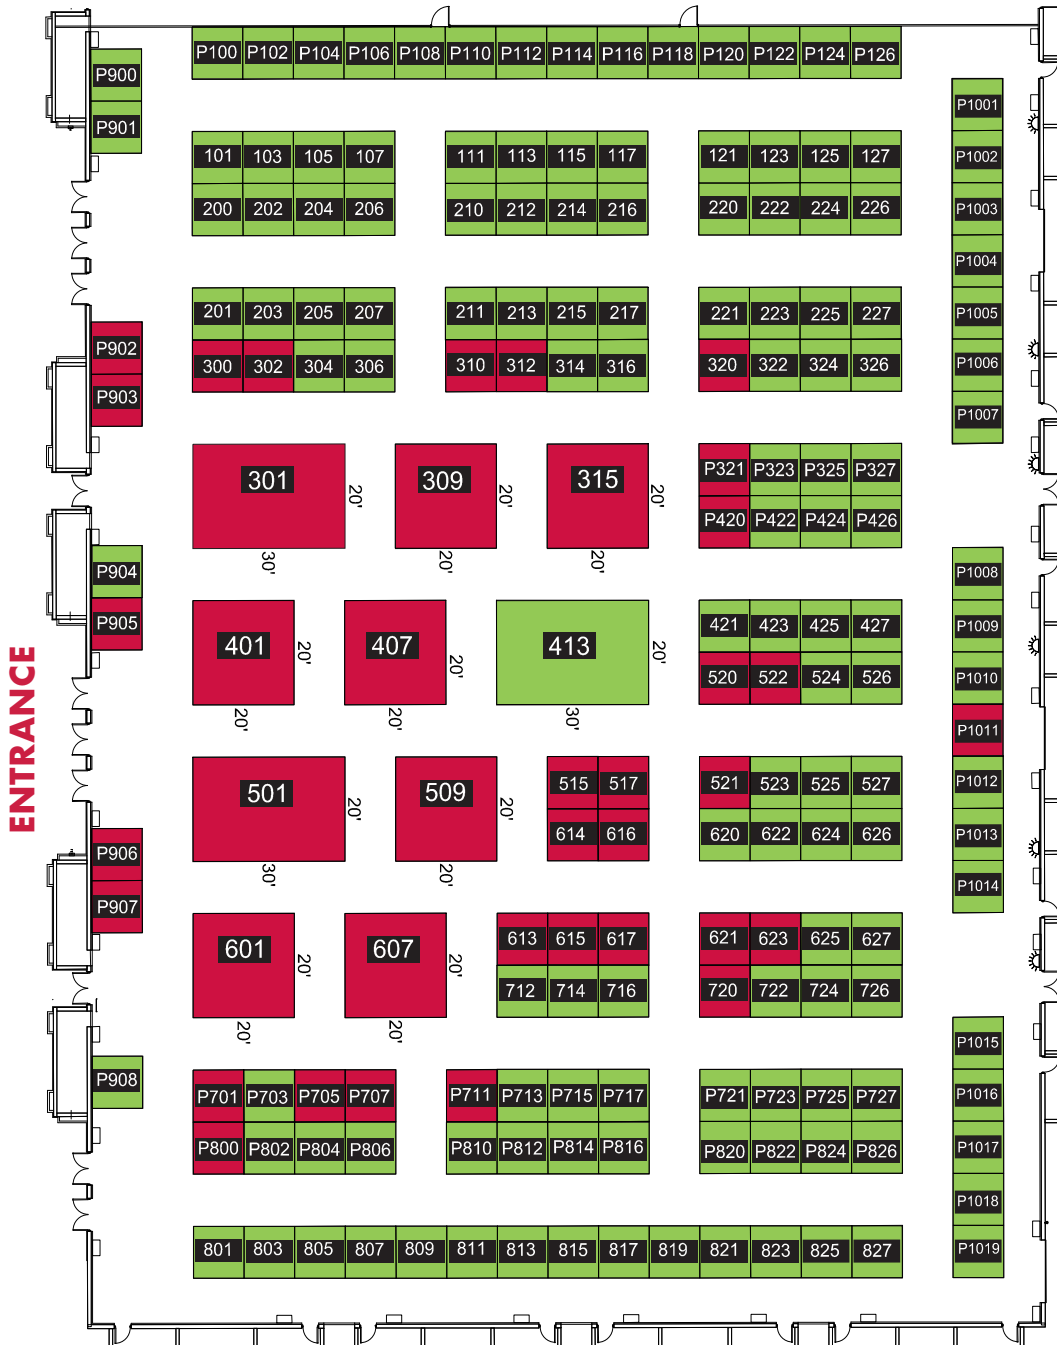 P100 P102 P104 P106 P108 P110 P112 P114 P116 P118 P120 P122 P124 P126
P900
P901
P1001
101 103 105 107 111 113 115 117 121 123 125 127 P1002
200 202 204 206 210 212 214 216 220 222 224 226 P1003
P1004
201 203 205 207 211 213 215 217 221 223 225 227 P1005
P902
300 302 304 306 310 312 314 316 320 322 324 326 P1006
P903
P1007
301 20' 309 20' 315 20' P321 P323 P325 P327
P420 P422 P424 P426
30' 20' 20'
P904
P1008
P905
401 20' 407 20' 413 20' 421 423 425 427 P1009
520 522 524 526 P1010
20' 20' 30'
P1011
ENTRANCE
501 20' 509 20' 515 517 521 523 525 527 P1012
614 616 620 622 624 626 P1013
30' 20'
P906
P1014
P907
601 20' 607 20' 613 615 617 621 623 625 627
712 714 716 720 722 724 726
20' 20'
P1015
P908
P701 P703 P705 P707 P711 P713 P715 P717 P721 P723 P725 P727 P1016
P800 P802 P804 P806 P810 P812 P814 P816 P820 P822 P824 P826 P1017
P1018
801 803 805 807 809 811 813 815 817 819 821 823 825 827 P1019